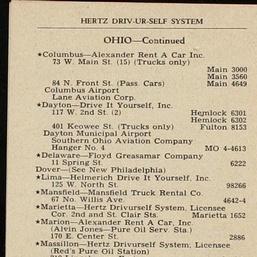 HERTZ DRIV-UR-SELF SYSTEM
OHIO—Continued
★Columbus—Alexander Rent A Car Inc.
73 W. Main St. (15) (Trucks only)
Main 3000
Main 3560
84 N. Front St. (Pass. Cars) Main 4649
Columbus Airport
Lane Aviation Corp.
★Dayton—Drive It Yourself, Inc.
117 W. 2nd St. (2) Hemlock 6301
Hemlock 6302
401 Keowee St. (Trucks only) Fulton 8153
Dayton Municipal Airport
Southern Ohio Aviation Company
Hanger No. 4 MO 4-4613
★Delaware—Floyd Greasamar Company
11 Spring St. 6222
Dover—(See New Philadelphia)
★Lima—Helmerich Drive It Yourself, Inc.
125 W. North St. 98266
★Mansfield—Mansfield Truck Rental Co.
67 No. Willis Ave. 4642-4
★Marietta—Hertz Drivurself System, Licensee
Cor. 2nd and St. Clair Sts. Marietta 1652
★Marion—Alexander Rent A Car, Inc.
(Alvin Jones—Pure Oil Serv. Sta.)
170 E. Center St. 2886
★Massillon—Hertz Drivurself System, Licensee
(Red's Pure Oil Station)